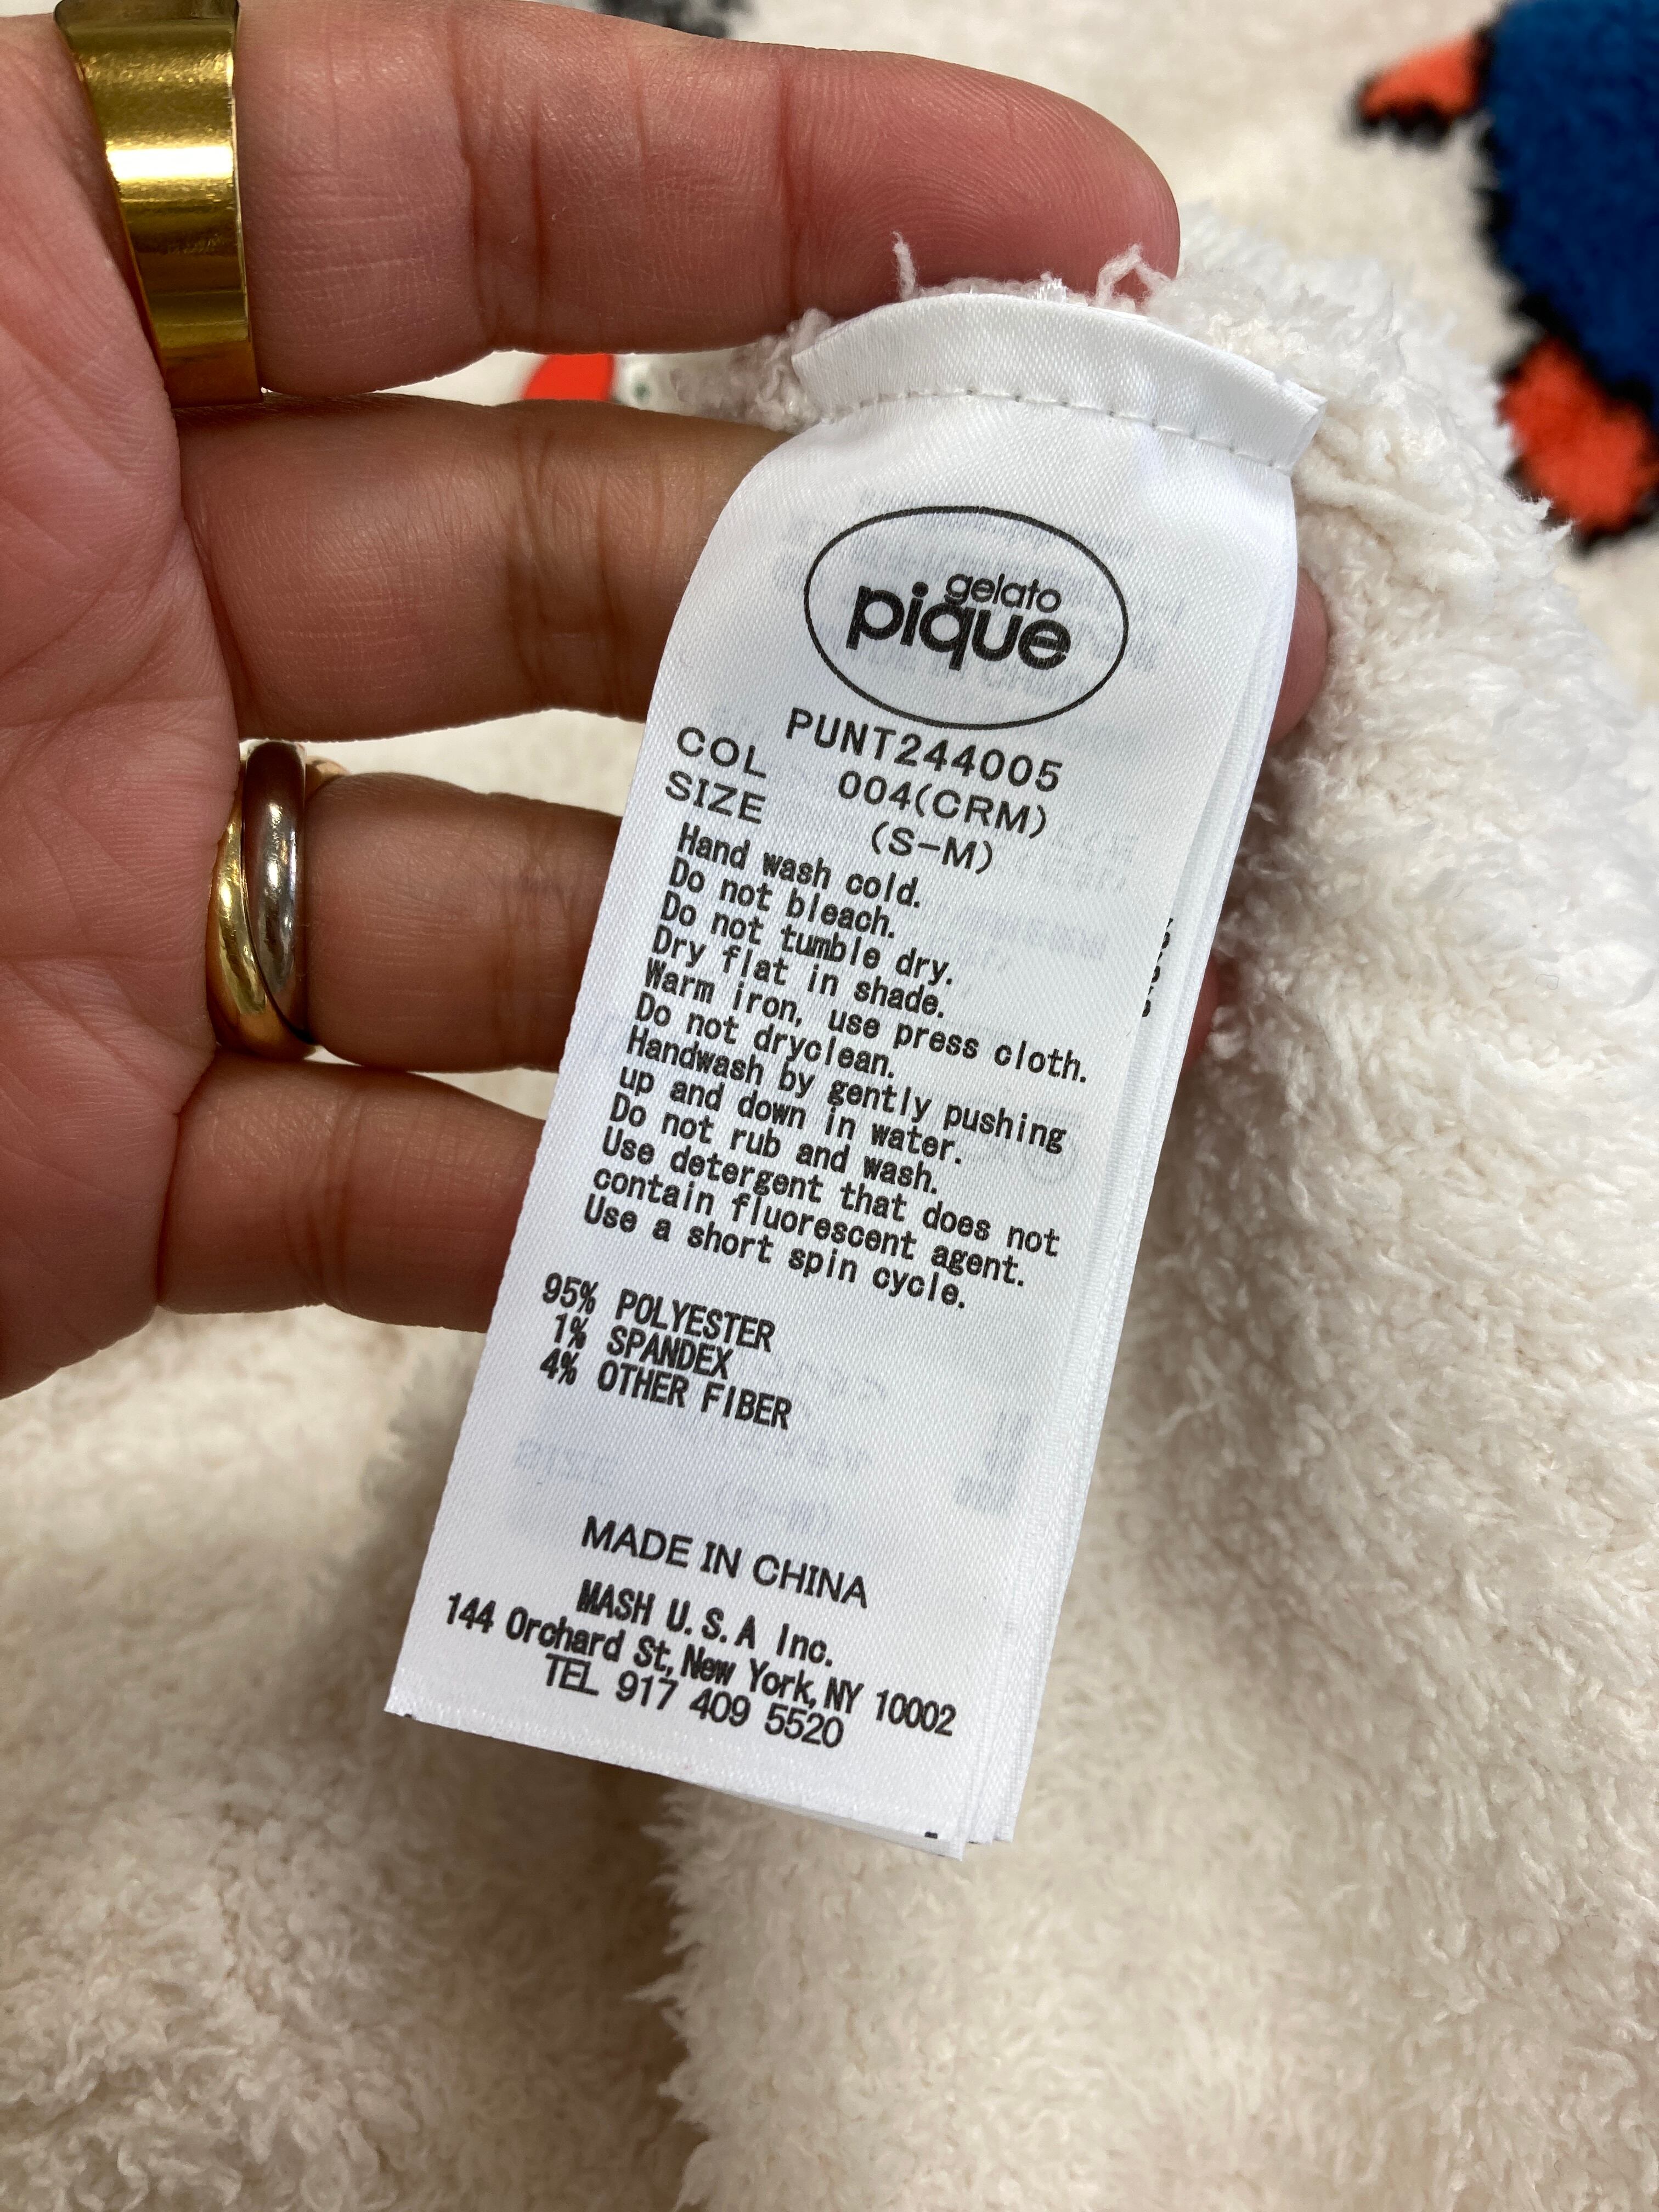 gelato
pique
PUNT244005
COL 004(CRM)
SIZE (S-M)
Hand wash cold.
Do not bleach.
Do not tumble dry.
Dry flat in shade.
Warm iron, use press cloth.
Do not dryclean.
Handwash by gently pushing
up and down in water.
Do not rub and wash.
Use detergent that does not
contain fluorescent agent.
Use a short spin cycle.
95% POLYESTER
1% SPANDEX
4% OTHER FIBER
MADE IN CHINA
MASH U.S.A Inc.
144 Orchard St, New York, NY 10002
TEL 917 409 5520